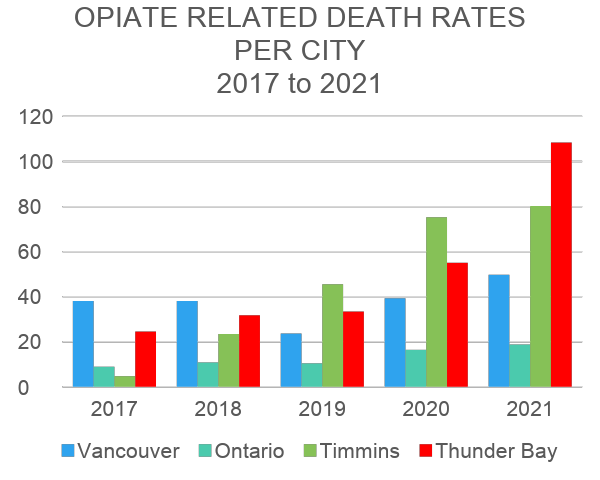 OPIATE RELATED DEATH RATES
PER CITY
2017 to 2021
120
100
80
60
40
20
0
2017 2018 2019 2020 2021
Vancouver Ontario Timmins Thunder Bay